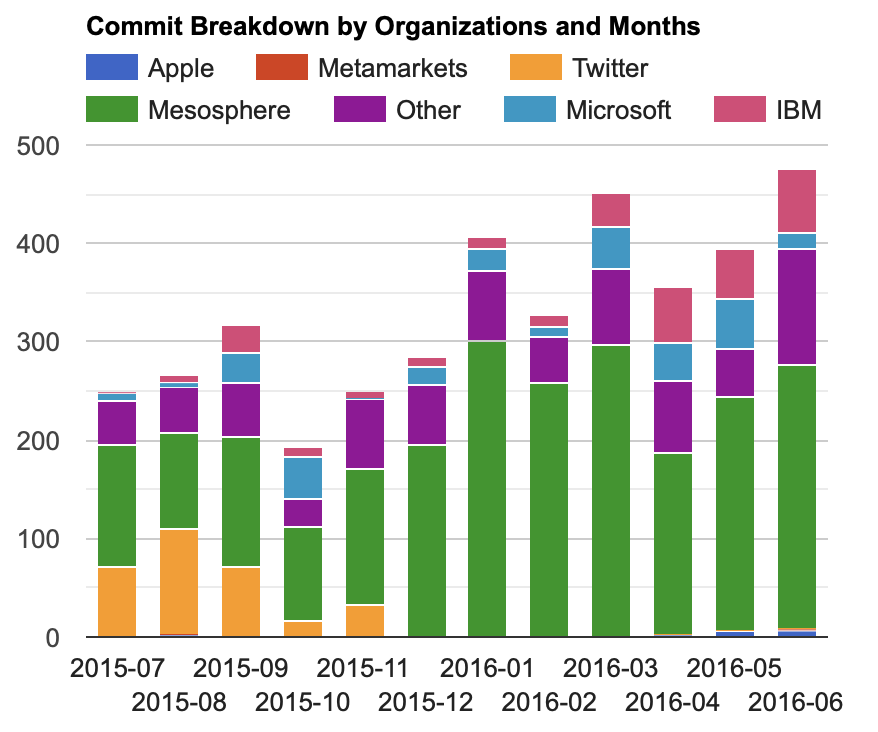 Commit Breakdown by Organizations and Months
Apple Metamarkets Twitter
Mesosphere Other Microsoft IBM
500
400
300
200
100
0
2015-07 2015-09 2015-11 2016-01 2016-03 2016-05
2015-08 2015-10 2015-12 2016-02 2016-04 2016-06